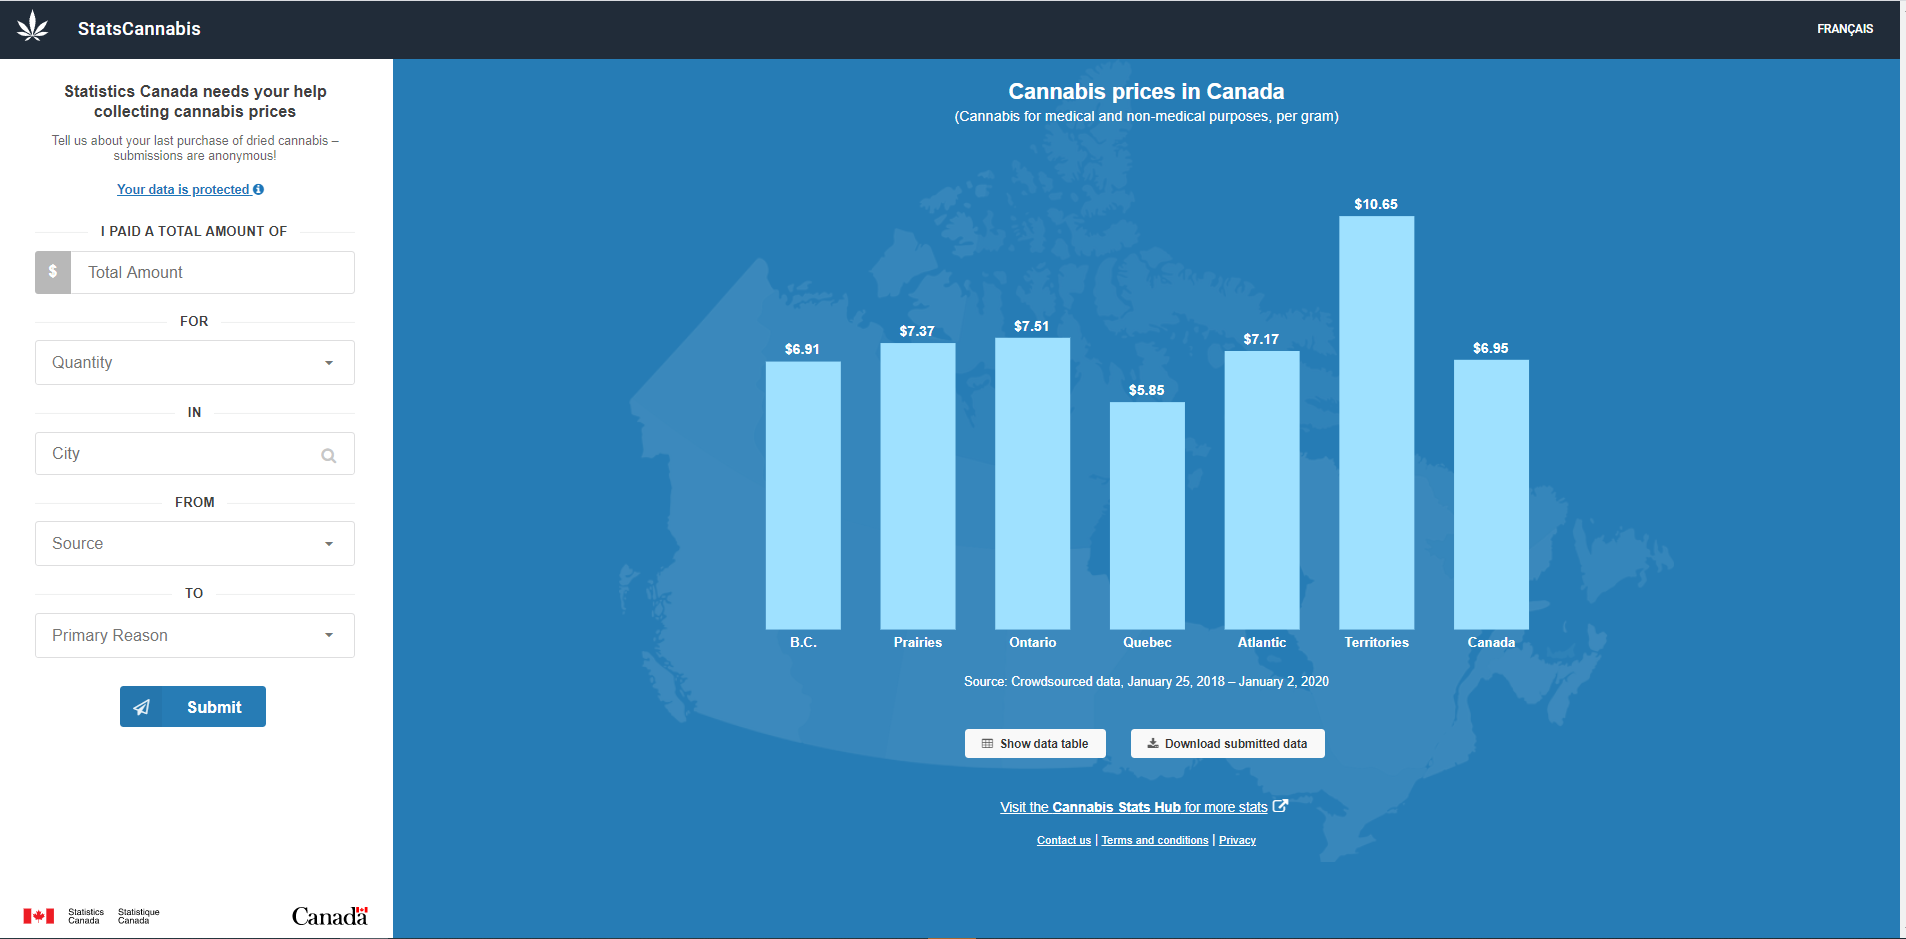 StatsCannabis
FRANÇAIS
Statistics Canada needs your help
collecting cannabis prices
Tell us about your last purchase of dried cannabis –
submissions are anonymous!
Your data is protected
I PAID A TOTAL AMOUNT OF
$ Total Amount
FOR
Quantity
IN
City
FROM
Source
TO
Primary Reason
Submit
Statistics Statistique
Canada Canada
Canada
Cannabis prices in Canada
(Cannabis for medical and non-medical purposes, per gram)
$6.91 $7.37 $7.51 $5.85 $7.17 $10.65 $6.95
B.C. Prairies Ontario Quebec Atlantic Territories Canada
Source: Crowdsourced data, January 25, 2018 – January 2, 2020
Show data table Download submitted data
Visit the Cannabis Stats Hub for more stats
Contact us | Terms and conditions | Privacy